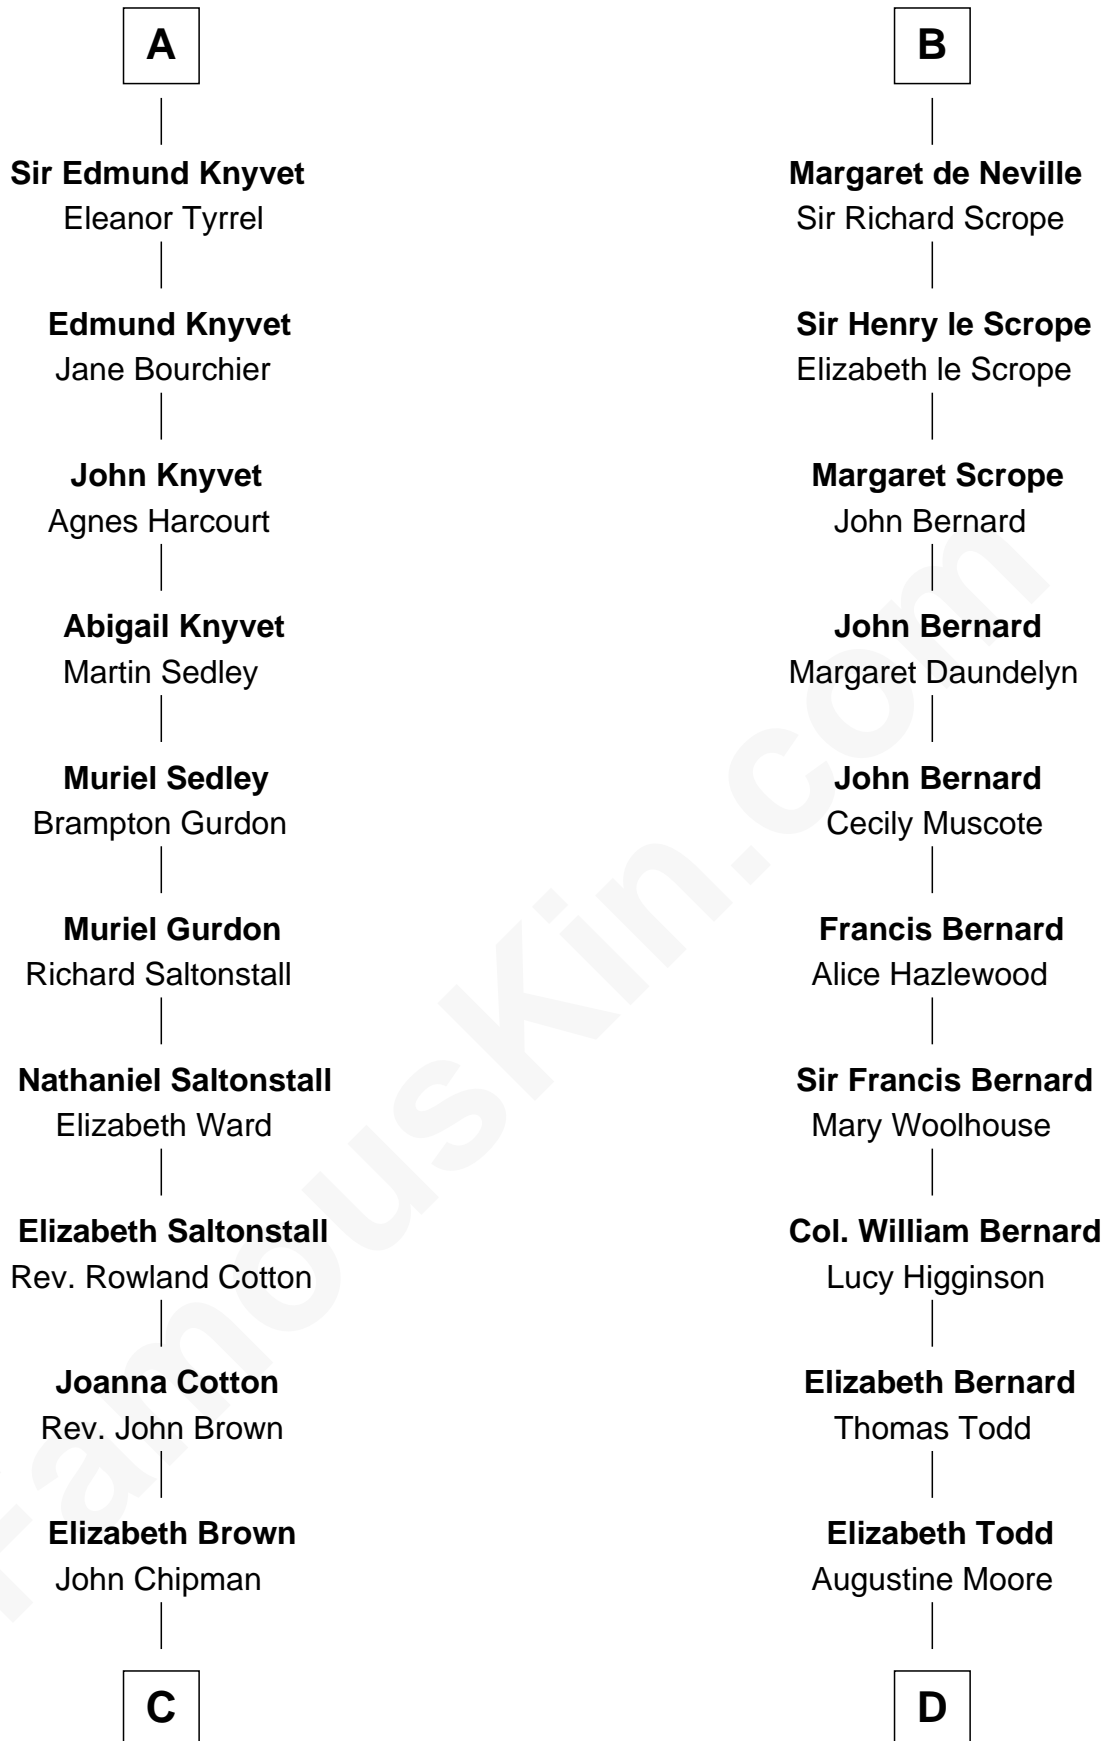 A
Sir Edmund Knyvet
Eleanor Tyrrel
Edmund Knyvet
Jane Bourchier
John Knyvet
Agnes Harcourt
Abigail Knyvet
Martin Sedley
Muriel Sedley
Brampton Gurdon
Muriel Gurdon
Richard Saltonstall
Nathaniel Saltonstall
Elizabeth Ward
Elizabeth Saltonstall
Rev. Rowland Cotton
Joanna Cotton
Rev. John Brown
Elizabeth Brown
John Chipman
C
B
Margaret de Neville
Sir Richard Scrope
Sir Henry le Scrope
Elizabeth le Scrope
Margaret Scrope
John Bernard
John Bernard
Margaret Daundelyn
John Bernard
Cecily Muscote
Francis Bernard
Alice Hazlewood
Sir Francis Bernard
Mary Woolhouse
Col. William Bernard
Lucy Higginson
Elizabeth Bernard
Thomas Todd
Elizabeth Todd
Augustine Moore
D
FamousKin.com